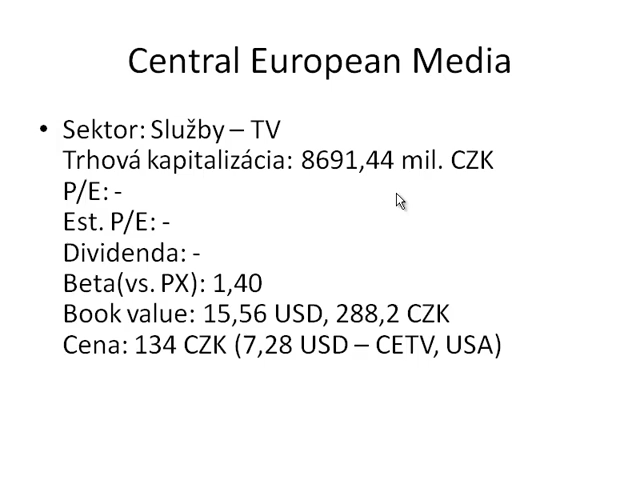 Central European Media
• Sektor: Služby – TV
Trhová kapitalizácia: 8691,44 mil. CZK
P/E: -
Est. P/E: -
Dividenda: -
Beta(vs. PX): 1,40
Book value: 15,56 USD, 288,2 CZK
Cena: 134 CZK (7,28 USD – CETV, USA)